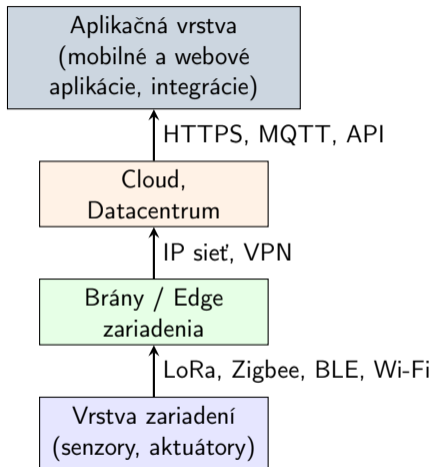 Aplikačná vrstva
(mobilné a webové
aplikácie, integrácie)
HTTPS, MQTT, API
Cloud,
Datacentrum
IP sieť, VPN
Brány / Edge
zariadenia
LoRa, Zigbee, BLE, Wi-Fi
Vrstva zariadení
(senzory, aktuátory)